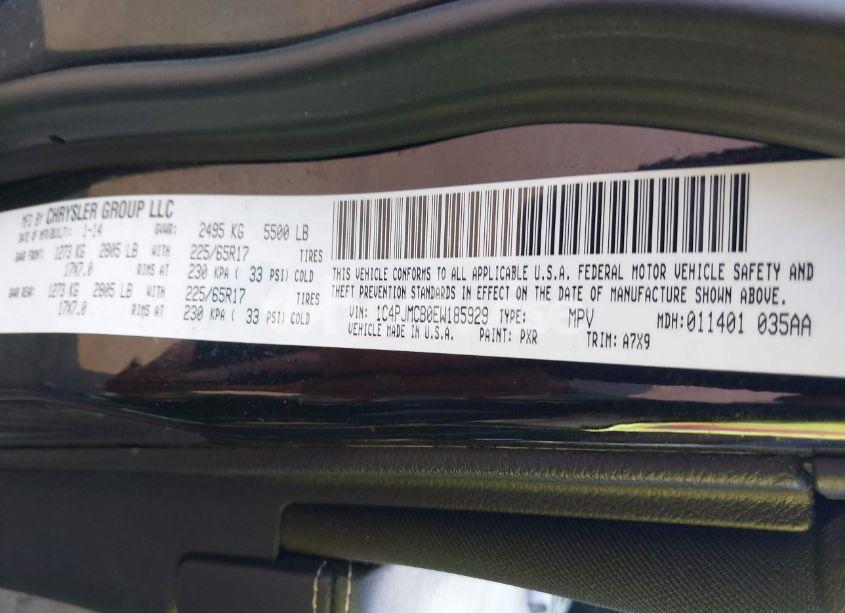 MFD BY CHRYSLER GROUP LLC
DATE OF MFR/BUILT: 1-14 GVWR: 2495 KG 5500 LB
GAWR FRONT: 1273 KG 2805 LB WITH 225/65R17 TIRES
17X7.0 RIMS AT 230 KPA ( 33 PSI) COLD
GAWR REAR: 1273 KG 2805 LB WITH 225/65R17 TIRES
17X7.0 RIMS AT 230 KPA ( 33 PSI) COLD
THIS VEHICLE CONFORMS TO ALL APPLICABLE U.S.A. FEDERAL MOTOR VEHICLE SAFETY AND
THEFT PREVENTION STANDARDS IN EFFECT ON THE DATE OF MANUFACTURE SHOWN ABOVE.
VIN: 1C4PJMCB0EW185929 TYPE: MPV MDH:011401 035AA
VEHICLE MADE IN U.S.A. PAINT: PXR TRIM: A7X9